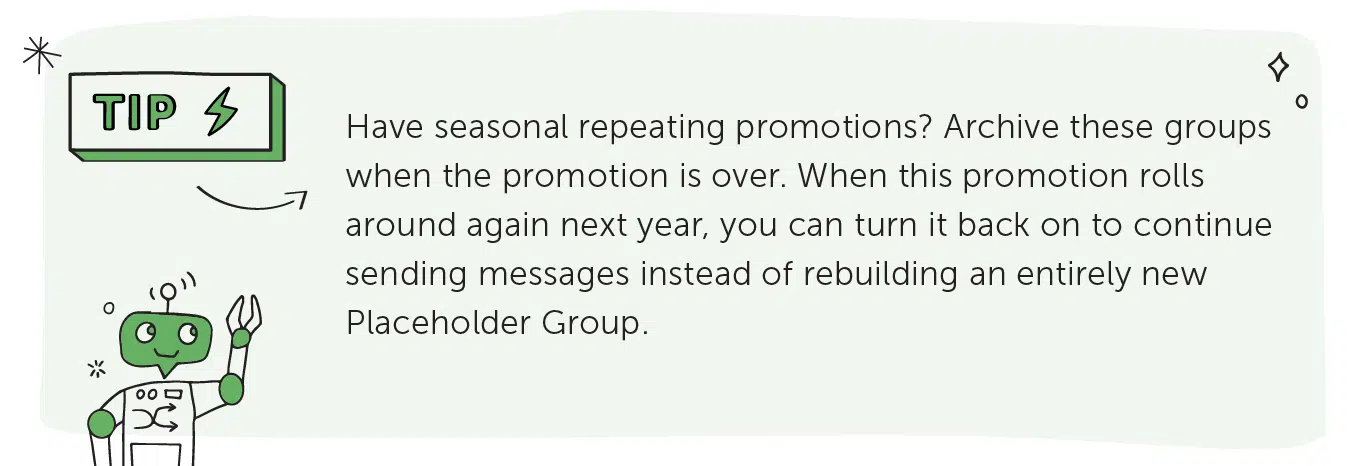 TIP
Have seasonal repeating promotions? Archive these groups
when the promotion is over. When this promotion rolls
around again next year, you can turn it back on to continue
sending messages instead of rebuilding an entirely new
Placeholder Group.